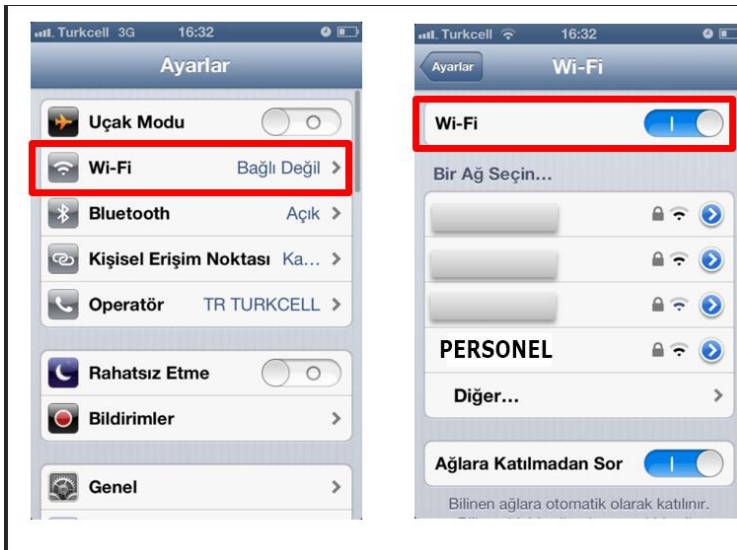 Turkcell 3G 16:32
Ayarlar
Uçak Modu
Wi-Fi Bağlı Değil
Bluetooth Açık
Kişisel Erişim Noktası Ka...
Operatör TR TURKCELL
Rahatsız Etme
Bildirimler
Genel
Turkcell 16:32
Ayarlar Wi-Fi
Wi-Fi
Bir Ağ Seçin...
PERSONEL
Diğer...
Ağlara Katılmadan Sor
Bilinen ağlara otomatik olarak katılınır.